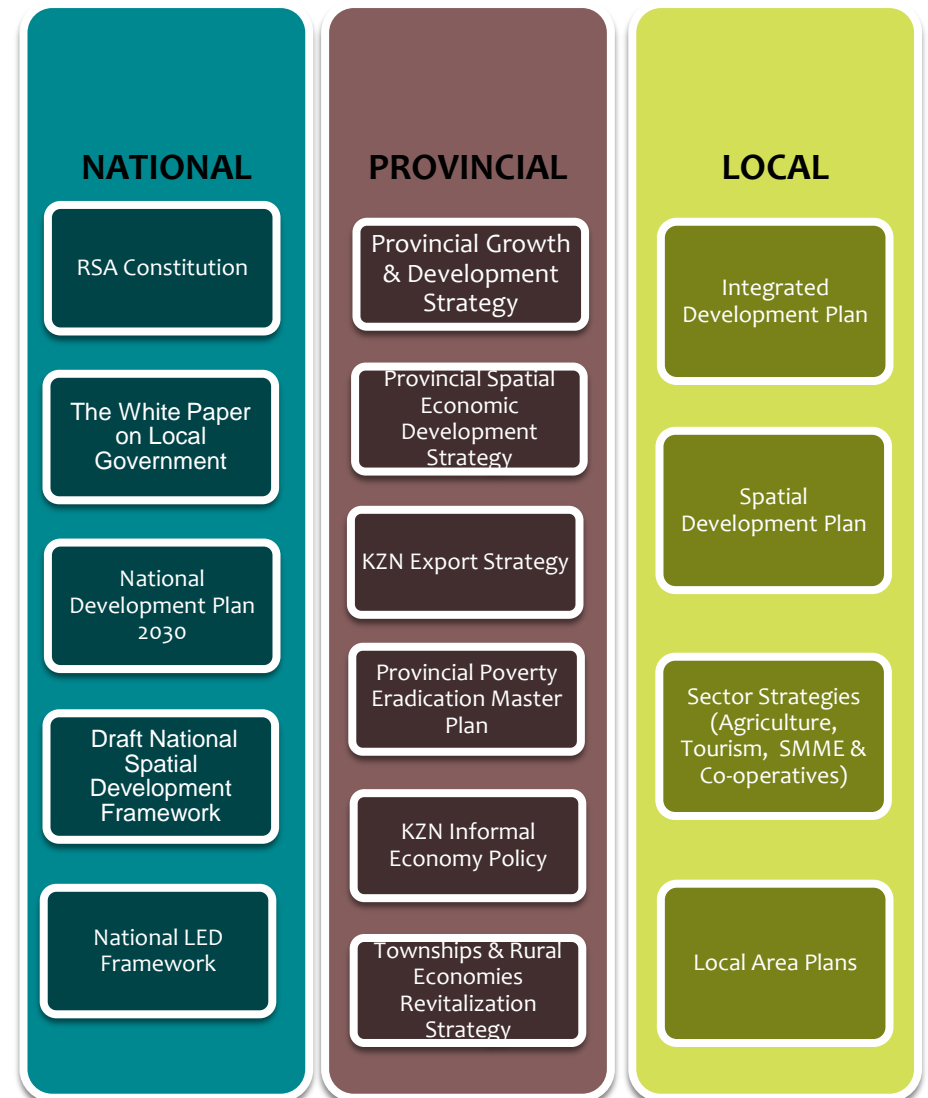 NATIONAL
RSA Constitution
The White Paper
on Local
Government
National
Development Plan
2030
Draft National
Spatial
Development
Framework
National LED
Framework
PROVINCIAL
Provincial Growth
& Development
Strategy
Provincial Spatial
Economic
Development
Strategy
KZN Export Strategy
Provincial Poverty
Eradication Master
Plan
KZN Informal
Economy Policy
Townships & Rural
Economies
Revitalization
Strategy
LOCAL
Integrated
Development Plan
Spatial
Development Plan
Sector Strategies
(Agriculture,
Tourism, SMME &
Co-operatives)
Local Area Plans